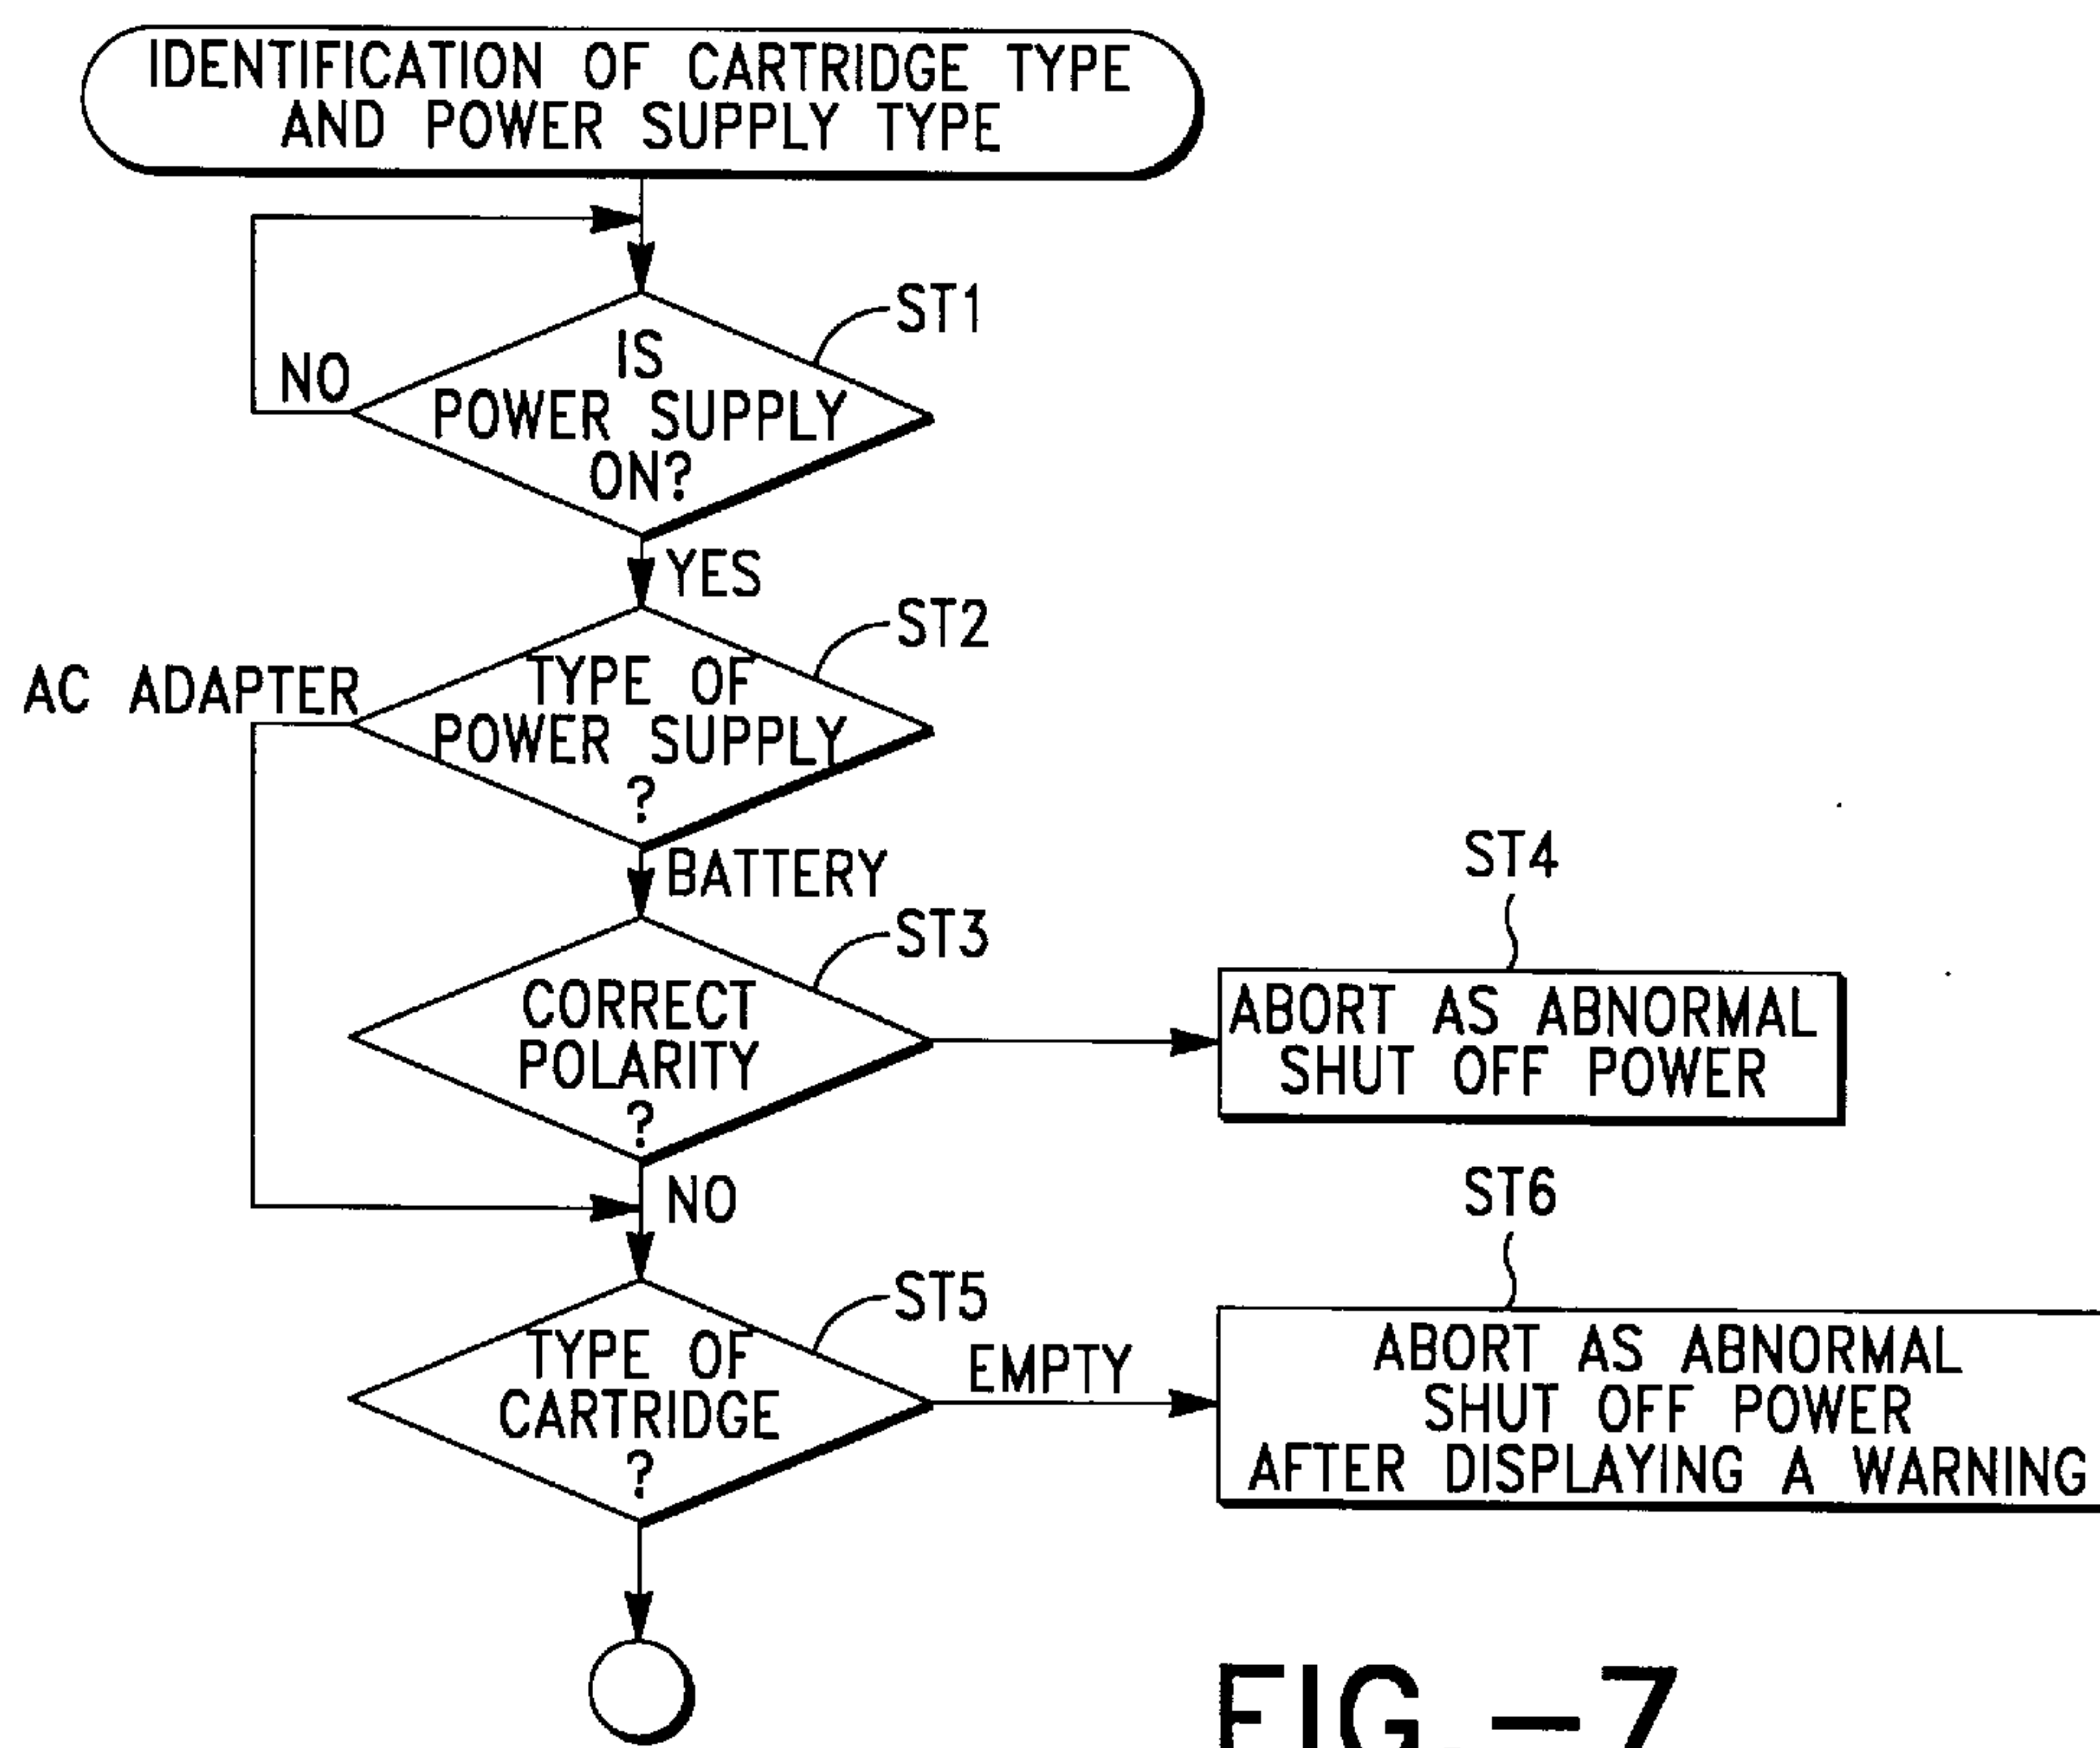 IDENTIFICATION OF CARTRIDGE TYPE
AND POWER SUPPLY TYPE
ST1
NO
IS
POWER SUPPLY
ON?
YES
ST2
AC ADAPTER
TYPE OF
POWER SUPPLY
?
BATTERY
ST3
CORRECT
POLARITY
?
ST4
ABORT AS ABNORMAL
SHUT OFF POWER
NO
ST5
TYPE OF
CARTRIDGE
?
EMPTY
ST6
ABORT AS ABNORMAL
SHUT OFF POWER
AFTER DISPLAYING A WARNING
FIG.-7